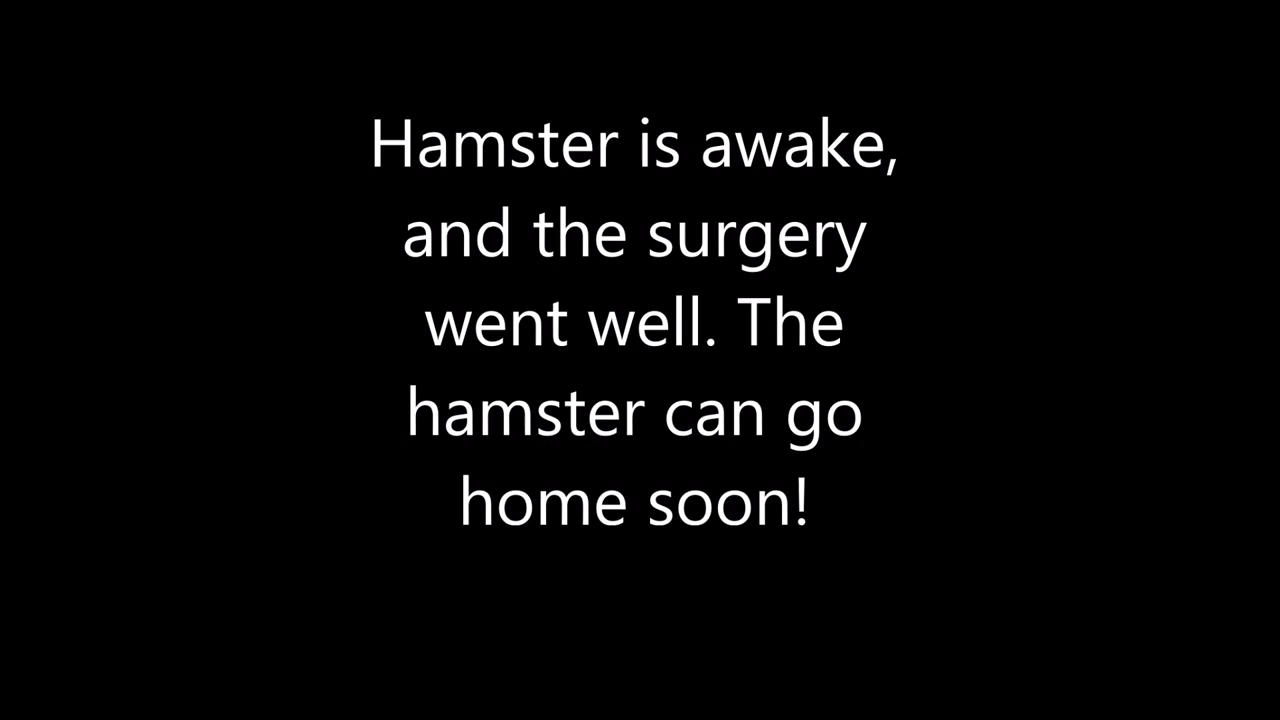 Hamster is awake,
and the surgery
went well. The
hamster can go
home soon!